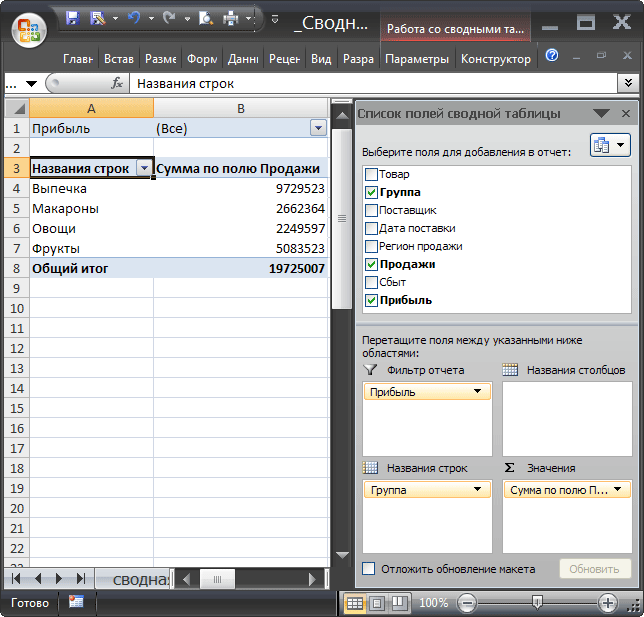 _Сводн...
Работа со сводными та...
Главн Встав Разме Форм Данн Рецен Вид Разра Параметры Конструктор
... fx Названия строк
A B
1 Прибыль (Все)
2
3 Названия строк Сумма по полю Продажи
4 Выпечка 9729523
5 Макароны 2662364
6 Овощи 2249597
7 Фрукты 5083523
8 Общий итог 19725007
9
10
11
12
13
14
15
16
17
18
19
20
21
22
Список полей сводной таблицы
Выберите поля для добавления в отчет:
Товар
Группа
Поставщик
Дата поставки
Регион продажи
Продажи
Сбыт
Прибыль
Перетащите поля между указанными ниже
областями:
Фильтр отчета Названия столбцов
Прибыль
Названия строк Σ Значения
Группа Сумма по полю П...
Отложить обновление макета Обновить
сводна
Готово 100%